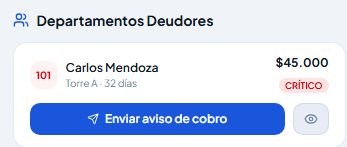 Departamentos Deudores
101
Carlos Mendoza
Torre A · 32 días
$45.000
CRÍTICO
Enviar aviso de cobro